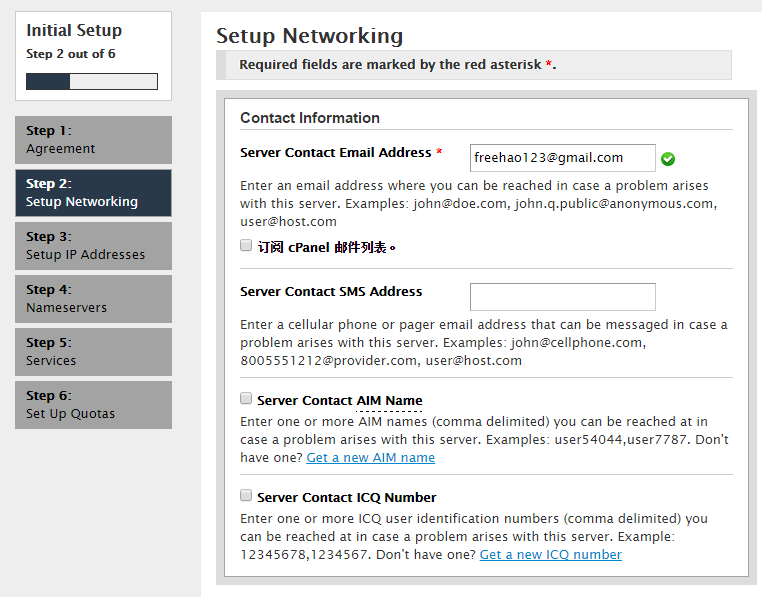 Initial Setup
Step 2 out of 6
Step 1:
Agreement
Step 2:
Setup Networking
Step 3:
Setup IP Addresses
Step 4:
Nameservers
Step 5:
Services
Step 6:
Set Up Quotas
Setup Networking
Required fields are marked by the red asterisk *.
Contact Information
Server Contact Email Address * freehao123@gmail.com
Enter an email address where you can be reached in case a problem arises
with this server. Examples: john@doe.com, john.q.public@anonymous.com,
user@host.com
订阅 cPanel 邮件列表。
Server Contact SMS Address
Enter a cellular phone or pager email address that can be messaged in case a
problem arises with this server. Examples: john@cellphone.com,
8005551212@provider.com, user@host.com
Server Contact AIM Name
Enter one or more AIM names (comma delimited) you can be reached at in
case a problem arises with this server. Examples: user54044,user7787. Don't
have one? Get a new AIM name
Server Contact ICQ Number
Enter one or more ICQ user identification numbers (comma delimited) you
can be reached at in case a problem arises with this server. Example:
12345678,1234567. Don't have one? Get a new ICQ number